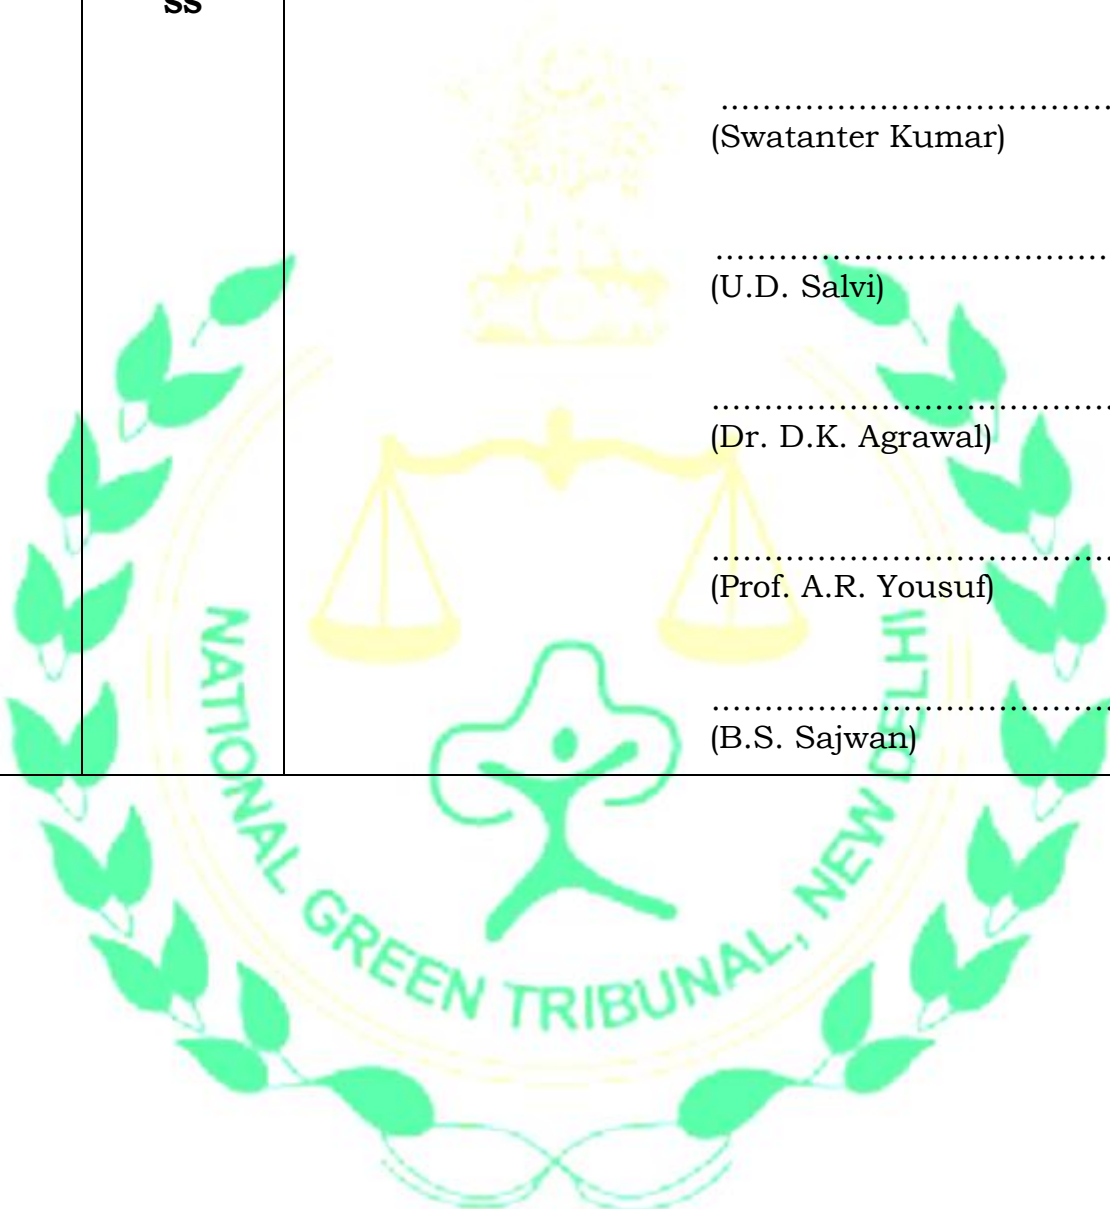 ss
.......................................
(Swatanter Kumar)
.......................................
(U.D. Salvi)
.......................................
(Dr. D.K. Agrawal)
.......................................
(Prof. A.R. Yousuf)
.......................................
(B.S. Sajwan)
NATIONAL GREEN TRIBUNAL, NEW DELHI